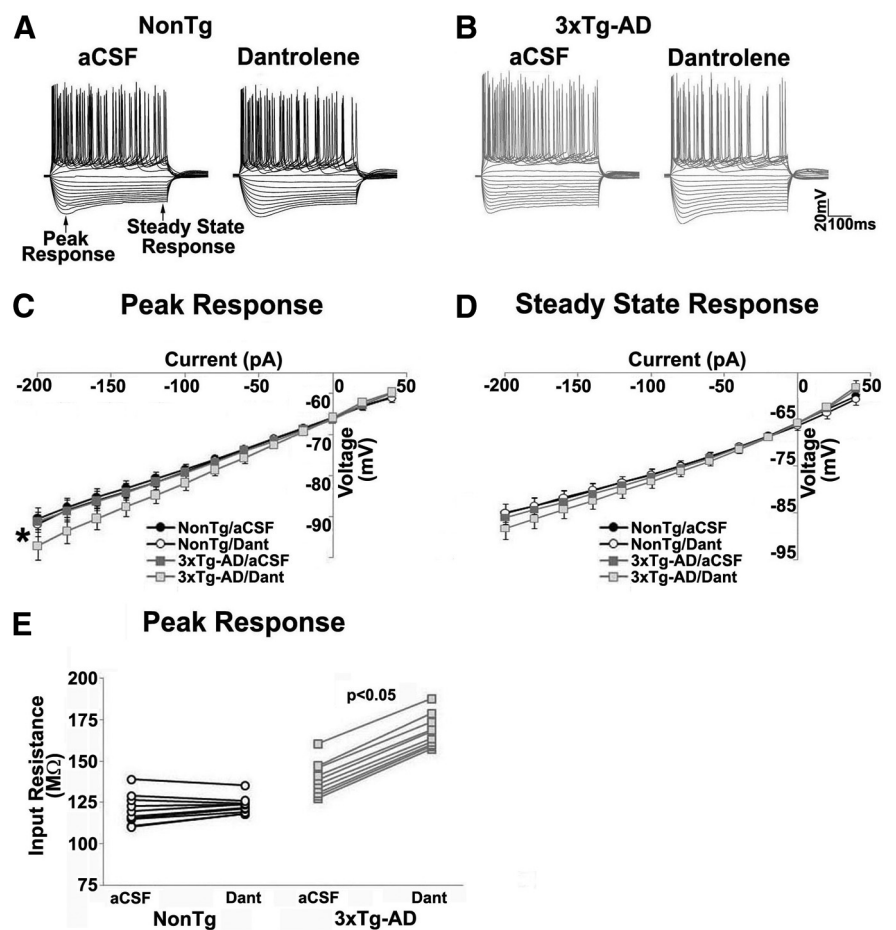 A
NonTg
aCSF
Dantrolene
Peak
Response
Steady State
Response
B
3xTg-AD
aCSF
Dantrolene
20mV
100ms
C
Peak Response
Current (pA)
-200
-150
-100
-50
0
50
-60
-70
-80
-90
Voltage
(mV)
*
NonTg/aCSF
NonTg/Dant
3xTg-AD/aCSF
3xTg-AD/Dant
D
Steady State Response
Current (pA)
-200
-150
-100
-50
0
50
-65
-75
-85
-95
Voltage
(mV)
NonTg/aCSF
NonTg/Dant
3xTg-AD/aCSF
3xTg-AD/Dant
E
Peak Response
Input Resistance
(MΩ)
200
175
150
125
100
75
p<0.05
aCSF
Dant
aCSF
Dant
NonTg
3xTg-AD